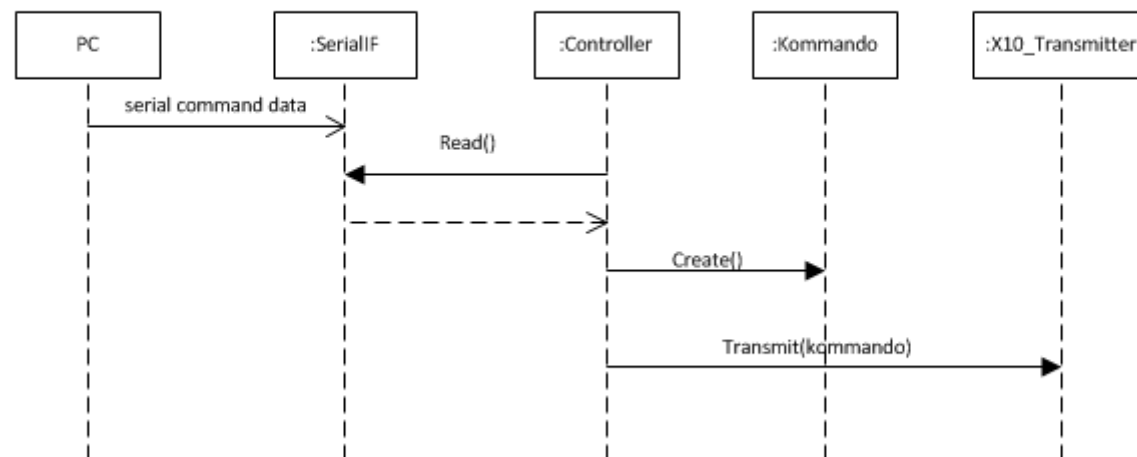 PC
:SerialIF
:Controller
:Kommando
:X10_Transmitter
serial command data
Read()
Create()
Transmit(kommando)